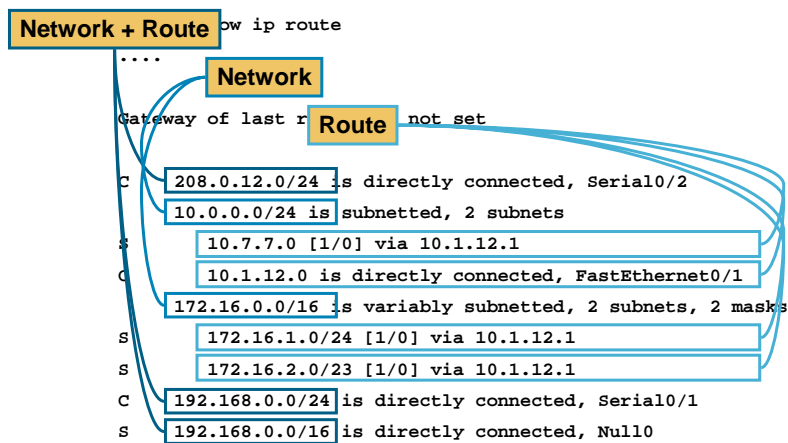 Network + Route ow ip route
....
Network
Gateway of last r Route not set
C 208.0.12.0/24 is directly connected, Serial0/2
10.0.0.0/24 is subnetted, 2 subnets
S 10.7.7.0 [1/0] via 10.1.12.1
C 10.1.12.0 is directly connected, FastEthernet0/1
172.16.0.0/16 is variably subnetted, 2 subnets, 2 masks
S 172.16.1.0/24 [1/0] via 10.1.12.1
S 172.16.2.0/23 [1/0] via 10.1.12.1
C 192.168.0.0/24 is directly connected, Serial0/1
S 192.168.0.0/16 is directly connected, Null0